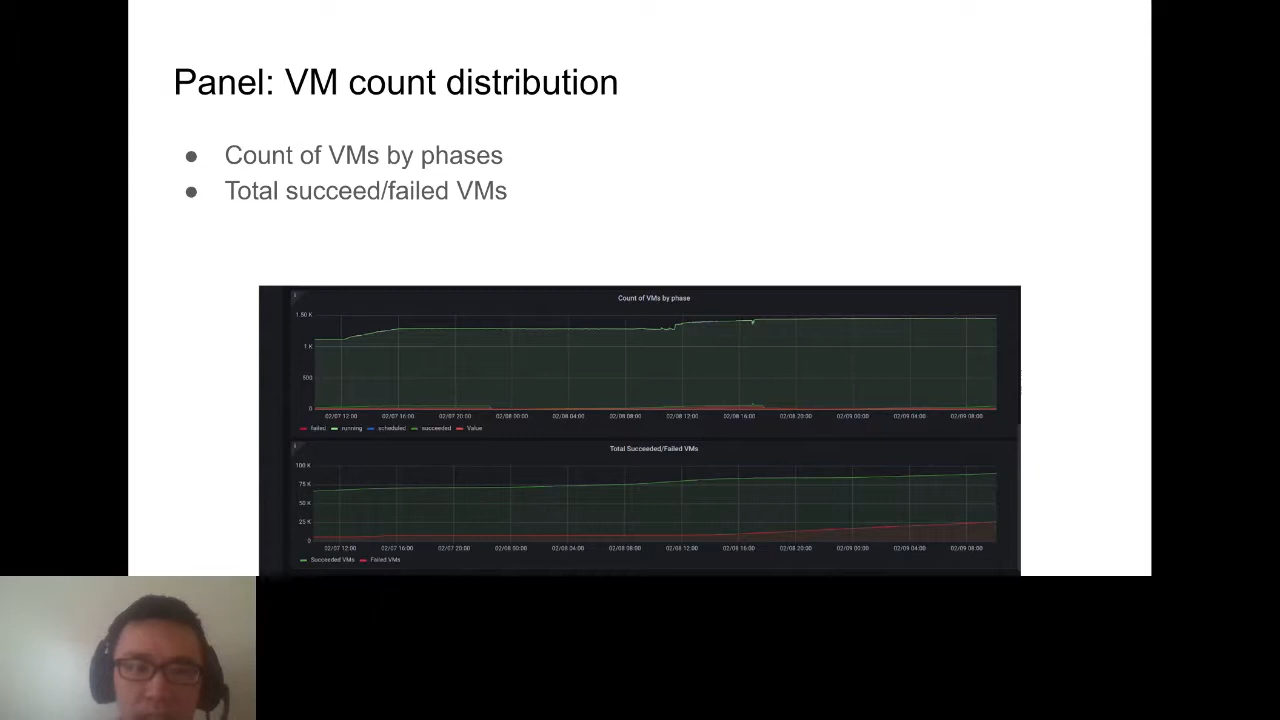 Panel: VM count distribution
● Count of VMs by phases
● Total succeed/failed VMs
Count of VMs by phase
1.50 K
1 K
500
0
02/07 12:00 02/07 16:00 02/07 20:00 02/08 00:00 02/08 04:00 02/08 08:00 02/08 12:00 02/08 16:00 02/08 20:00 02/09 00:00 02/09 04:00 02/09 08:00
failed running scheduled succeeded Value
Total Succeeded/Failed VMs
100 K
75 K
50 K
25 K
0
02/07 12:00 02/07 16:00 02/07 20:00 02/08 00:00 02/08 04:00 02/08 08:00 02/08 12:00 02/08 16:00 02/08 20:00 02/09 00:00 02/09 04:00 02/09 08:00
Succeeded VMs Failed VMs